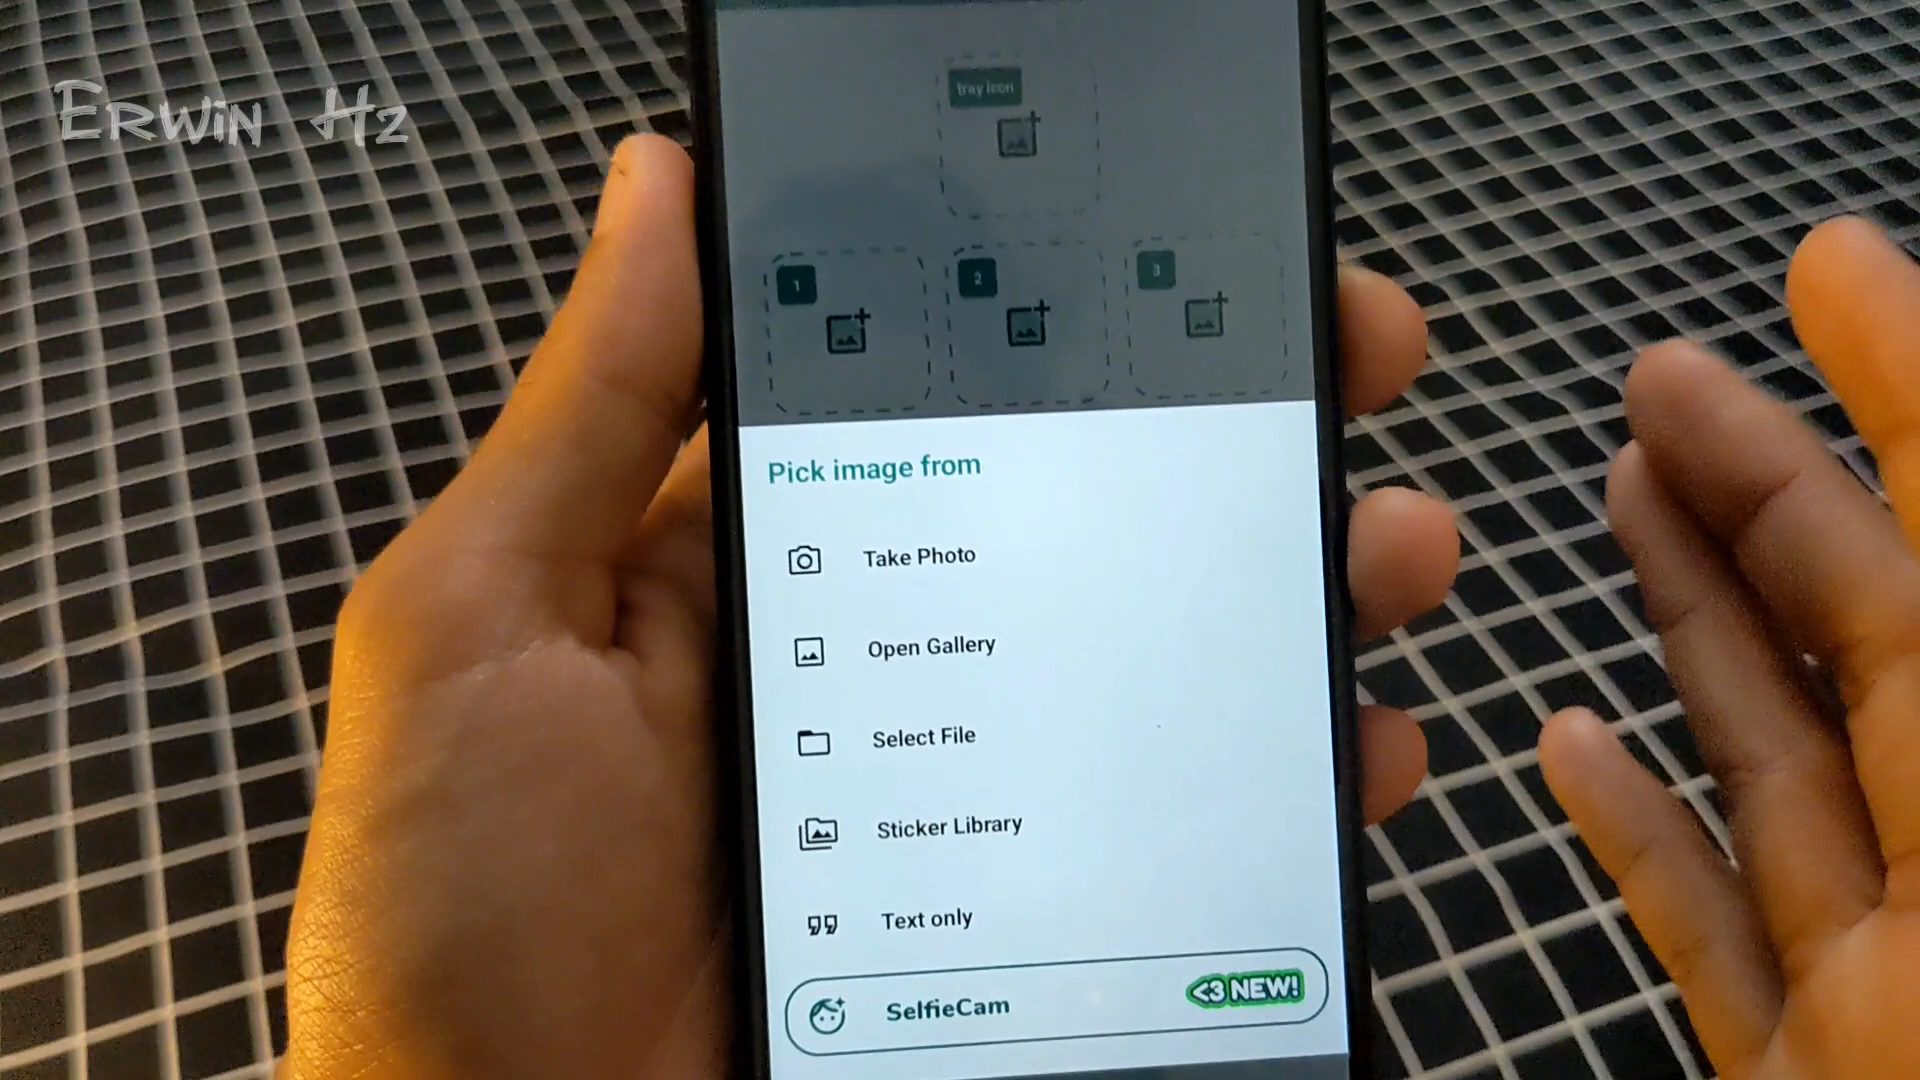 Erwin Hz
tray icon
1
2
3
Pick image from
Take Photo
Open Gallery
Select File
Sticker Library
Text only
SelfieCam
<3 NEW!